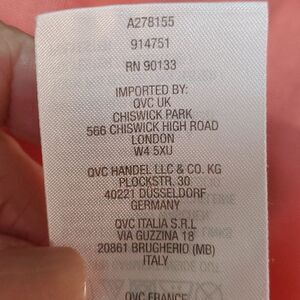 A278155
914751
RN 90133
IMPORTED BY:
QVC UK
CHISWICK PARK
566 CHISWICK HIGH ROAD
LONDON
W4 5XU
QVC HANDEL LLC & CO. KG
PLOCKSTR. 30
40221 DÜSSELDORF
GERMANY
QVC ITALIA S.R.L
VIA GUZZINA 18
20861 BRUGHERIO (MB)
ITALY
QVC FRANCE